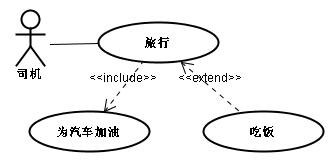 旅行
司机
<<include>>
<<extend>>
为汽车加油
吃饭